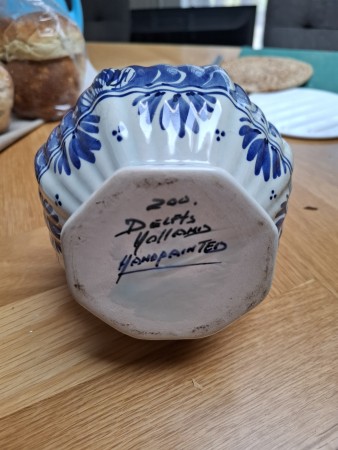 200.
DELFTS
HOLLAND
HANDPAINTED